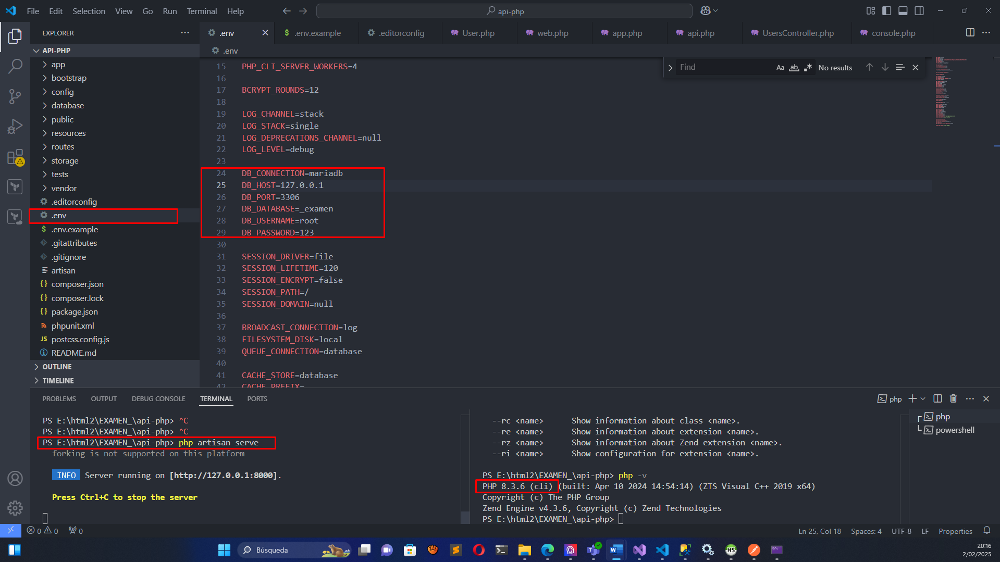 File Edit Selection View Go Run Terminal Help
api-php
EXPLORER
API-PHP
app
bootstrap
config
database
public
resources
routes
storage
tests
vendor
.editorconfig
.env
.env.example
.gitattributes
.gitignore
artisan
composer.json
composer.lock
package.json
phpunit.xml
postcss.config.js
README.md
OUTLINE
TIMELINE
.env .env.example .editorconfig User.php web.php app.php api.php UsersController.php console.php
.env
Find Aa ab No results
15 PHP_CLI_SERVER_WORKERS=4
16
17 BCRYPT_ROUNDS=12
18
19 LOG_CHANNEL=stack
20 LOG_STACK=single
21 LOG_DEPRECATIONS_CHANNEL=null
22 LOG_LEVEL=debug
23
24 DB_CONNECTION=mariadb
25 DB_HOST=127.0.0.1
26 DB_PORT=3306
27 DB_DATABASE=_examen
28 DB_USERNAME=root
29 DB_PASSWORD=123
30
31 SESSION_DRIVER=file
32 SESSION_LIFETIME=120
33 SESSION_ENCRYPT=false
34 SESSION_PATH=/
35 SESSION_DOMAIN=null
36
37 BROADCAST_CONNECTION=log
38 FILESYSTEM_DISK=local
39 QUEUE_CONNECTION=database
40
41 CACHE_STORE=database
42 CACHE_PREFIX=
PROBLEMS OUTPUT DEBUG CONSOLE TERMINAL PORTS
php
PS E:\html2\EXAMEN_\api-php> ^C
PS E:\html2\EXAMEN_\api-php> ^C
PS E:\html2\EXAMEN_\api-php> php artisan serve
forking is not supported on this platform
INFO Server running on [http://127.0.0.1:8000].
Press Ctrl+C to stop the server
--rc <name> Show information about class <name>.
--re <name> Show information about extension <name>.
--rz <name> Show information about Zend extension <name>.
--ri <name> Show configuration for extension <name>.
PS E:\html2\EXAMEN_\api-php> php -v
PHP 8.3.6 (cli) (built: Apr 10 2024 14:54:14) (ZTS Visual C++ 2019 x64)
Copyright (c) The PHP Group
Zend Engine v4.3.6, Copyright (c) Zend Technologies
PS E:\html2\EXAMEN_\api-php>
php
powershell
0 0 0
Ln 25, Col 18 Spaces: 4 UTF-8 LF Properties
Búsqueda
HS
20:16
2/02/2025